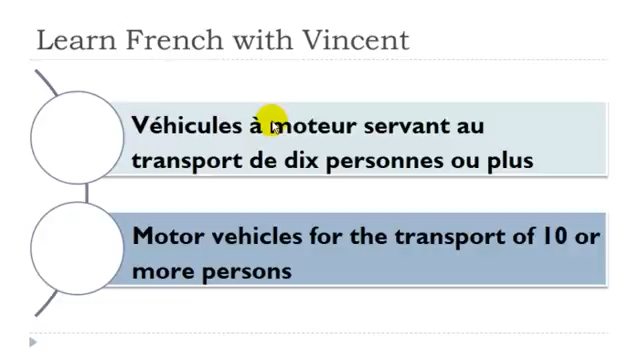 Learn French with Vincent
Véhicules à moteur servant au
transport de dix personnes ou plus
Motor vehicles for the transport of 10 or
more persons